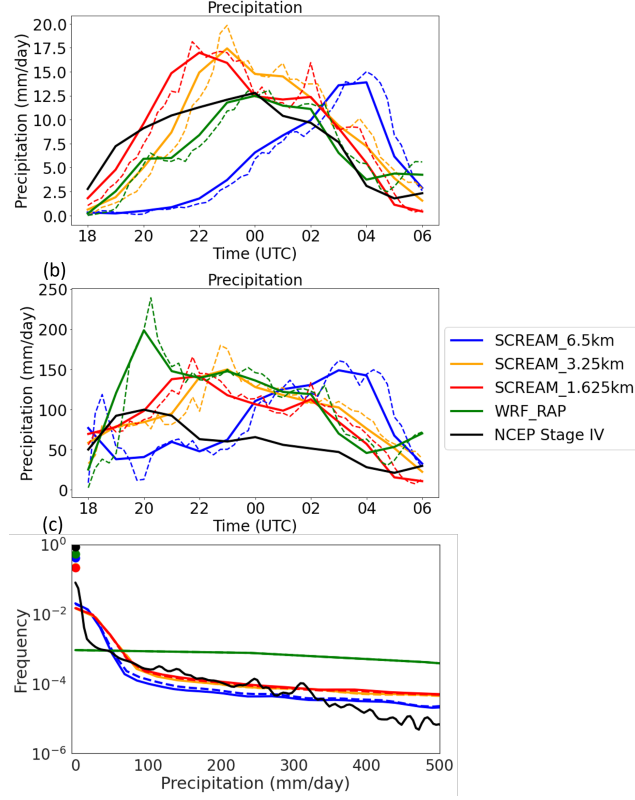 Precipitation
Precipitation (mm/day)
20.0
17.5
15.0
12.5
10.0
7.5
5.0
2.5
0.0
18 20 22 00 02 04 06
Time (UTC)
(b)
Precipitation
Precipitation (mm/day)
250
200
150
100
50
0
18 20 22 00 02 04 06
Time (UTC)
SCREAM_6.5km
SCREAM_3.25km
SCREAM_1.625km
WRF_RAP
NCEP Stage IV
(c)
Frequency
10^0
10^-2
10^-4
10^-6
0 100 200 300 400 500
Precipitation (mm/day)